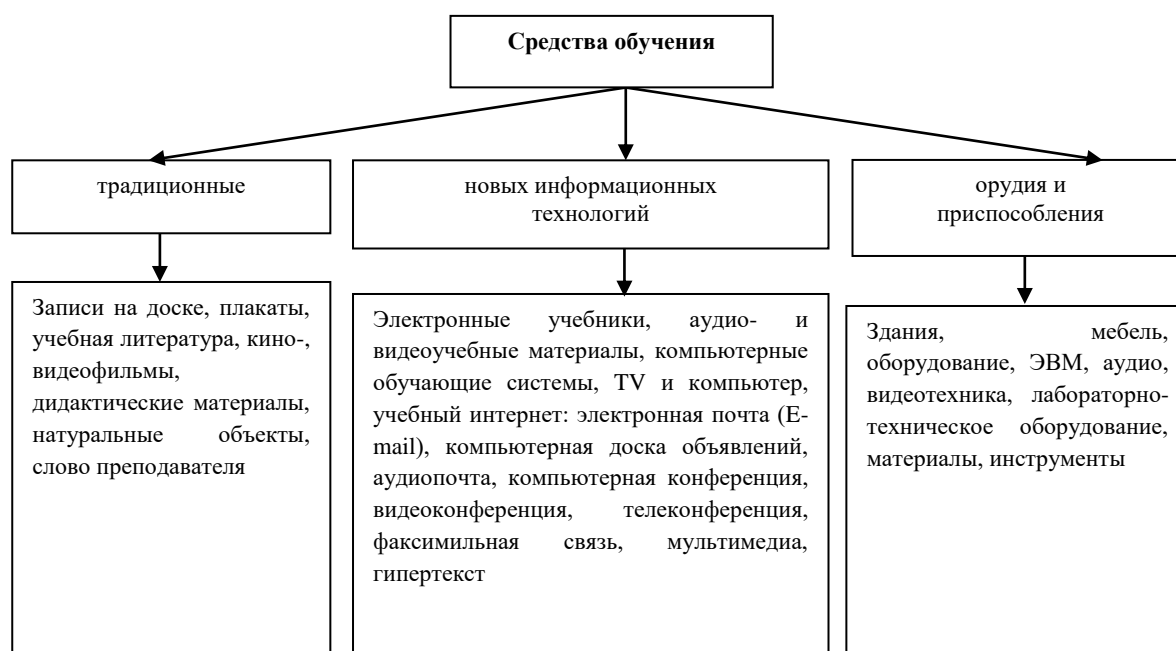 Средства обучения
традиционные
новых информационных
технологий
орудия и
приспособления
Записи на доске, плакаты,
учебная литература, кино-,
видеофильмы,
дидактические материалы,
натуральные объекты,
слово преподавателя
Электронные учебники, аудио- и
видеоучебные материалы, компьютерные
обучающие системы, TV и компьютер,
учебный интернет: электронная почта (E-
mail), компьютерная доска объявлений,
аудиопочта, компьютерная конференция,
видеоконференция, телеконференция,
факсимильная связь, мультимедиа,
гипертекст
Здания, мебель,
оборудование, ЭВМ, аудио,
видеотехника, лабораторно-
техническое оборудование,
материалы, инструменты